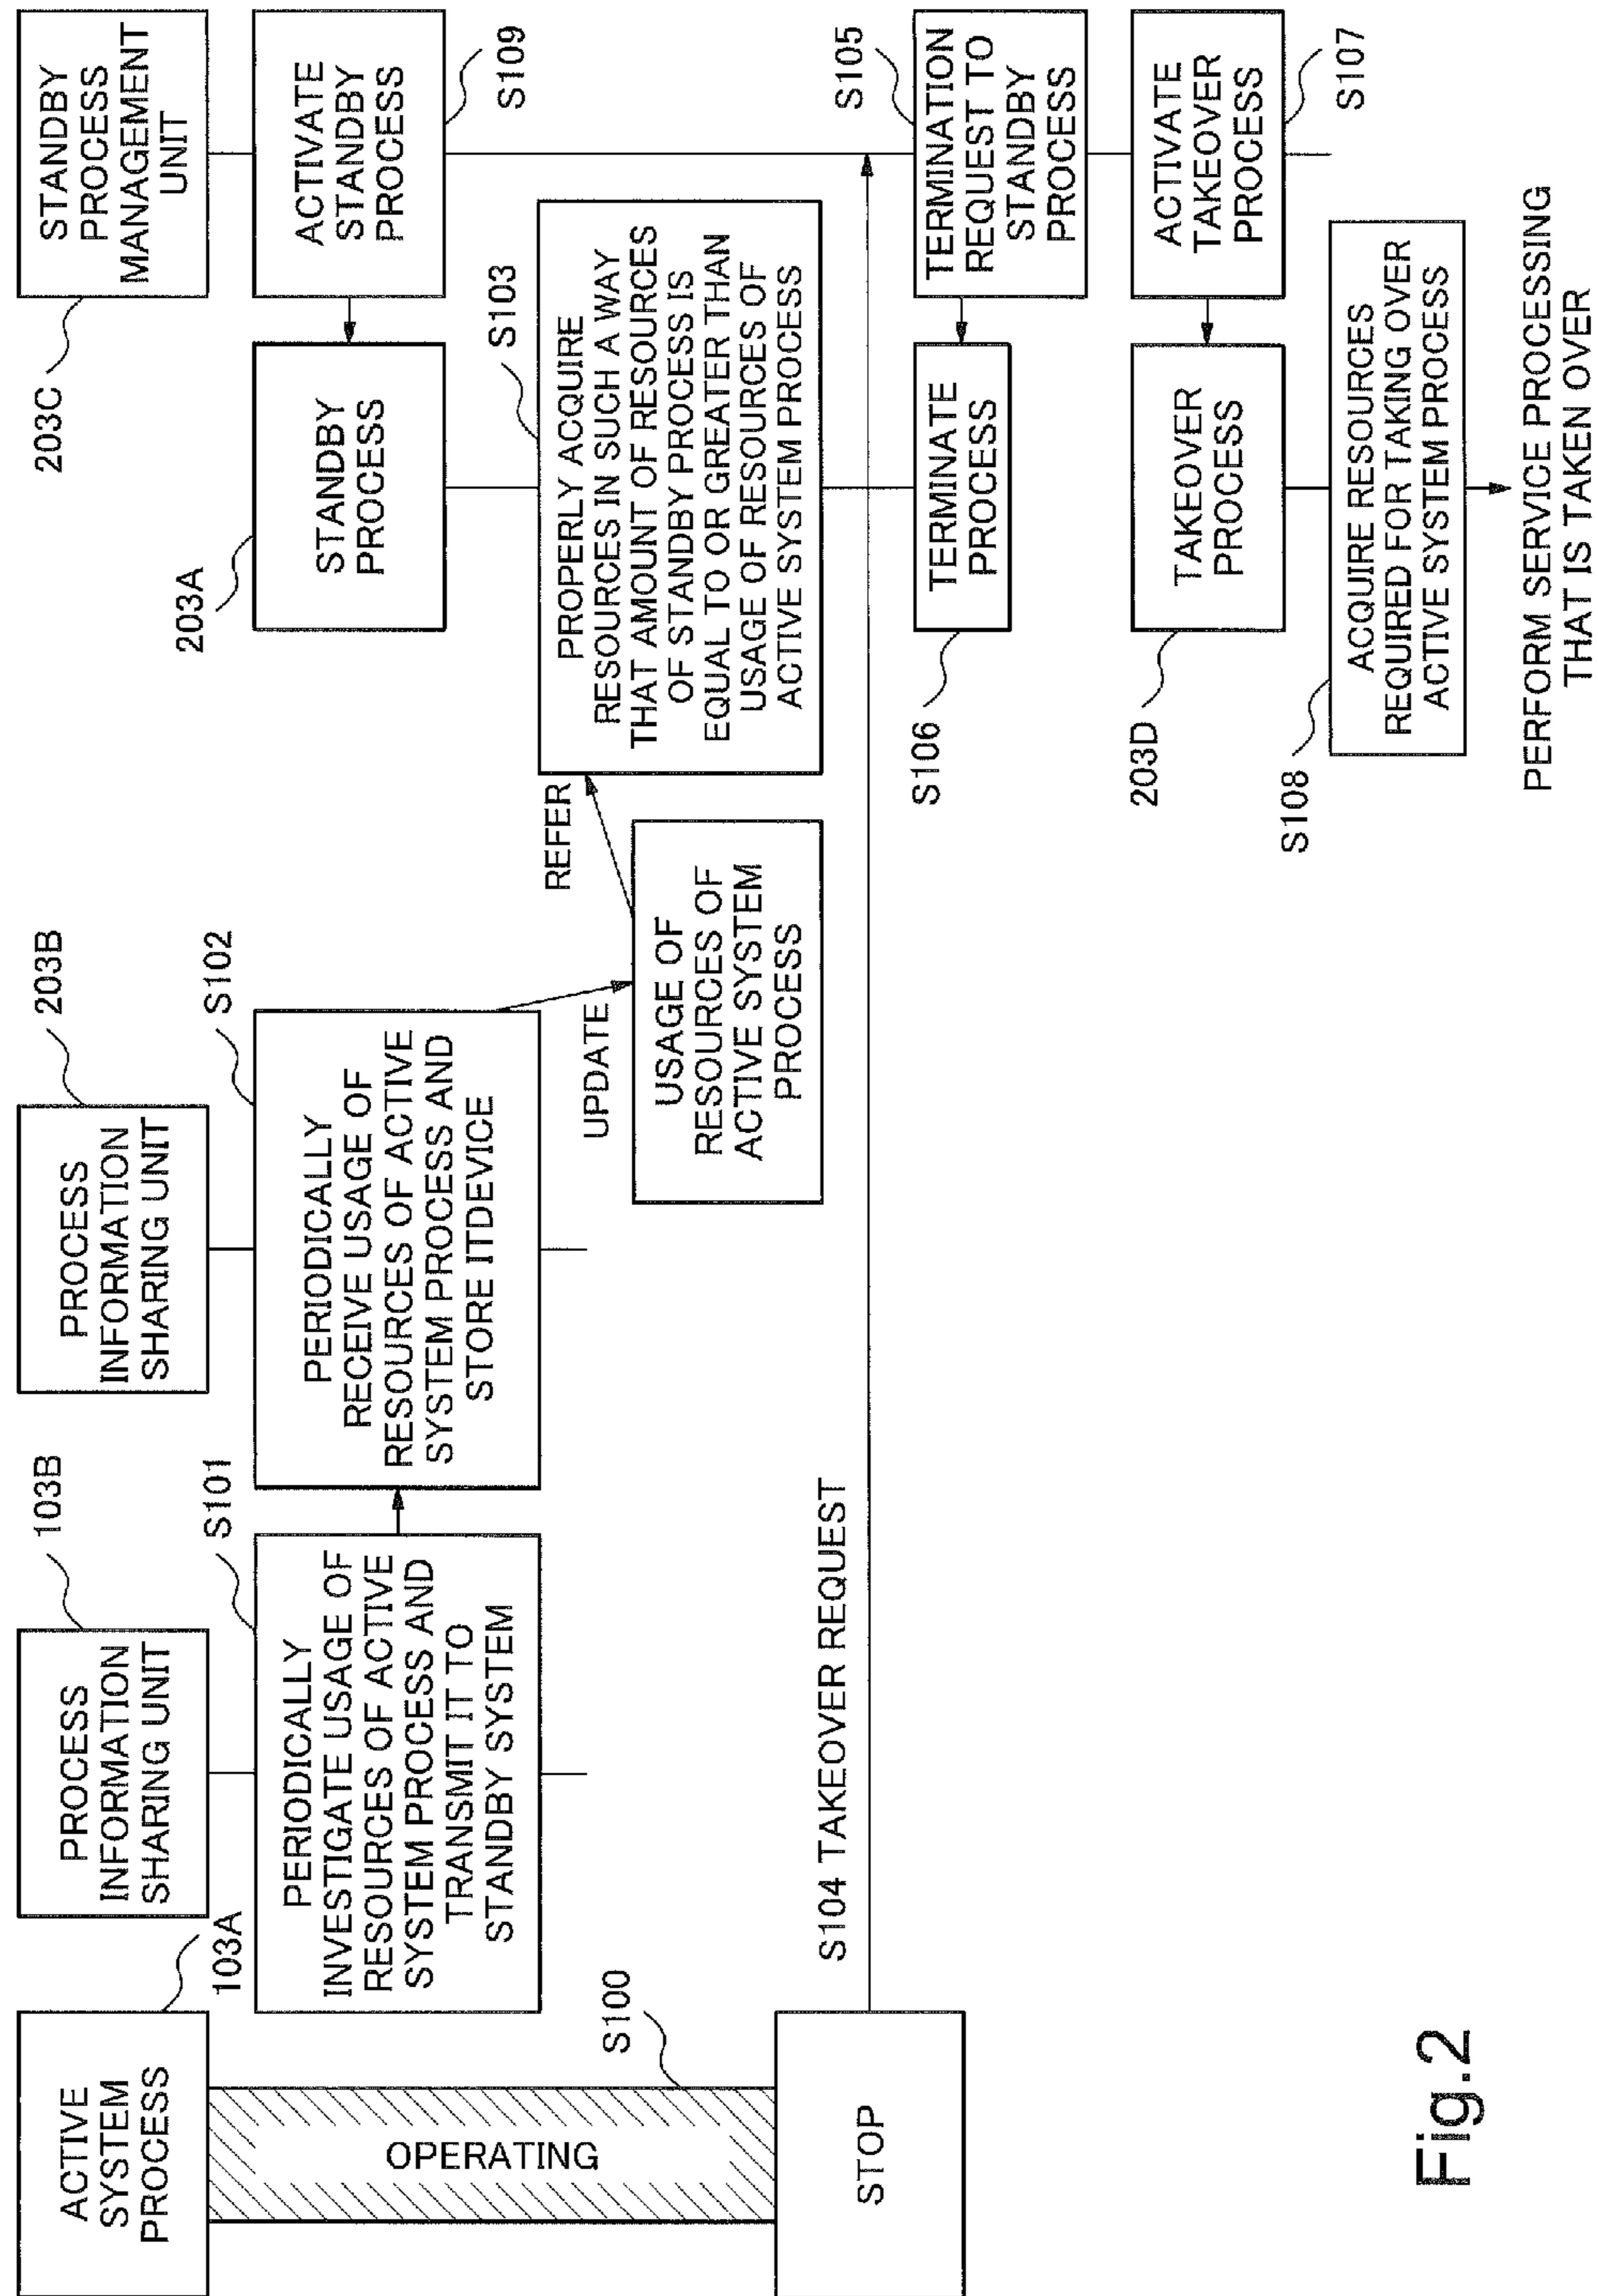 ACTIVE
SYSTEM
PROCESS
103A
OPERATING
S100
STOP
S104 TAKEOVER REQUEST
PROCESS
INFORMATION
SHARING UNIT
103B
PERIODICALLY
INVESTIGATE USAGE OF
RESOURCES OF ACTIVE
SYSTEM PROCESS AND
TRANSMIT IT TO
STANDBY SYSTEM
S101
PROCESS
INFORMATION
SHARING UNIT
203B
PERIODICALLY
RECEIVE USAGE OF
RESOURCES OF ACTIVE
SYSTEM PROCESS AND
STORE ITDEVICE
S102
UPDATE
USAGE OF
RESOURCES OF
ACTIVE SYSTEM
PROCESS
REFER
203A
STANDBY
PROCESS
S103
PROPERLY ACQUIRE
RESOURCES IN SUCH A WAY
THAT AMOUNT OF RESOURCES
OF STANDBY PROCESS IS
EQUAL TO OR GREATER THAN
USAGE OF RESOURCES OF
ACTIVE SYSTEM PROCESS
TERMINATE
PROCESS
S106
TAKEOVER
PROCESS
203D
ACQUIRE RESOURCES
REQUIRED FOR TAKING OVER
ACTIVE SYSTEM PROCESS
S108
PERFORM SERVICE PROCESSING
THAT IS TAKEN OVER
203C
STANDBY
PROCESS
MANAGEMENT
UNIT
ACTIVATE
STANDBY
PROCESS
S109
S105
TERMINATION
REQUEST TO
STANDBY
PROCESS
ACTIVATE
TAKEOVER
PROCESS
S107
Fig.2